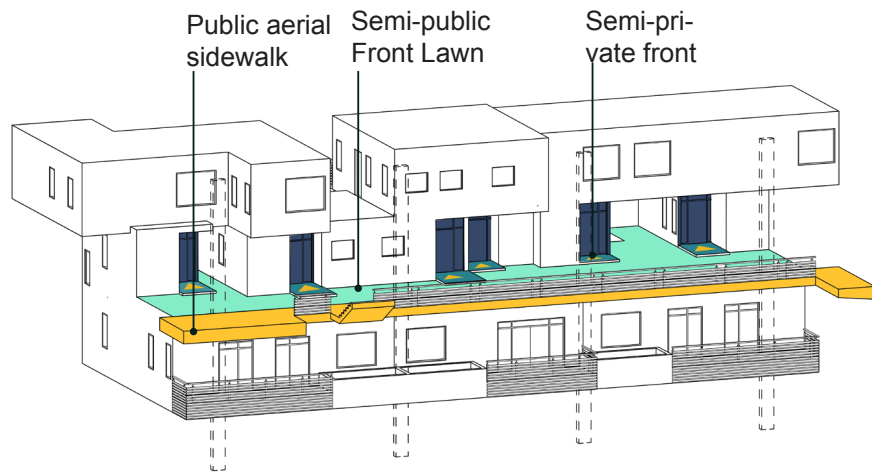 Public aerial
sidewalk
Semi-public
Front Lawn
Semi-pri-
vate front